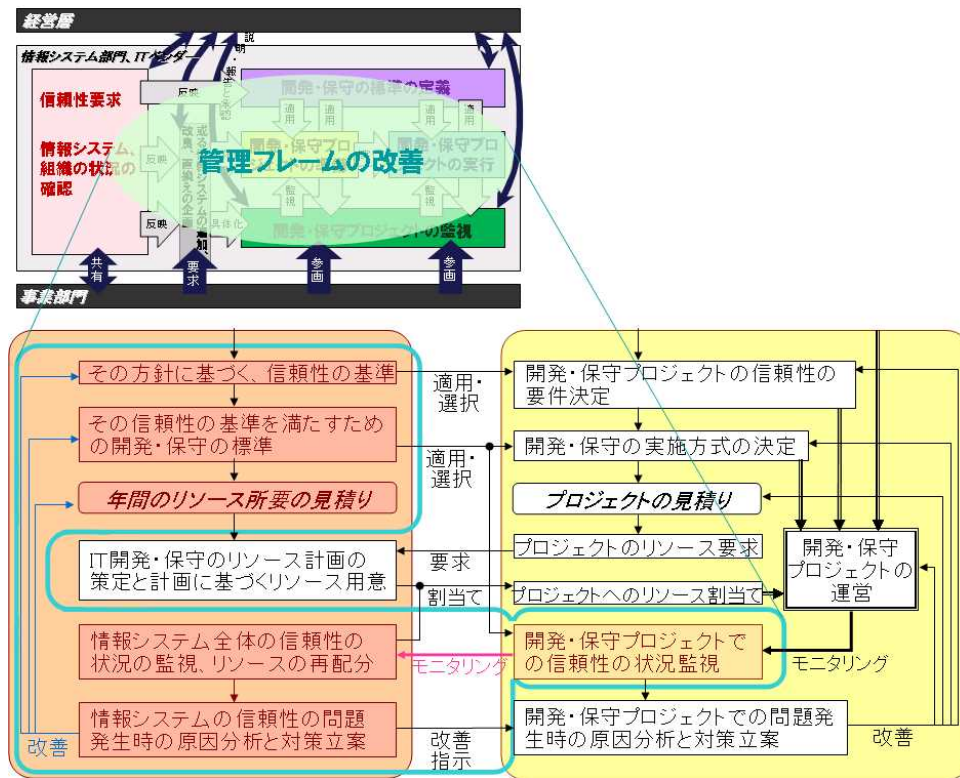 経営層
情報システム部門、ITベンダー
説明
信頼性要求
反映
開発・保守の標準の定義
適用
適用
適用
適用
情報システム、
組織の状況の
確認
反映
管理フレームの改善
監視
監視
反映
具体化
開発・保守プロジェクトの監視
共有
要求
参画
参画
事業部門
その方針に基づく、信頼性の基準
適用・
選択
開発・保守プロジェクトの信頼性の
要件決定
その信頼性の基準を満たすため
の開発・保守の標準
適用・
選択
開発・保守の実施方式の決定
年間のリソース所要の見積り
プロジェクトの見積り
IT開発・保守のリソース計画の
策定と計画に基づくリソース用意
要求
プロジェクトのリソース要求
割当て
プロジェクトへのリソース割当て
開発・保守
プロジェクトの
運営
情報システム全体の信頼性の
状況の監視、リソースの再配分
モニタリング
開発・保守プロジェクトで
の信頼性の状況監視
モニタリング
情報システムの信頼性の問題
発生時の原因分析と対策立案
改善
改善
指示
開発・保守プロジェクトでの問題発
生時の原因分析と対策立案
改善